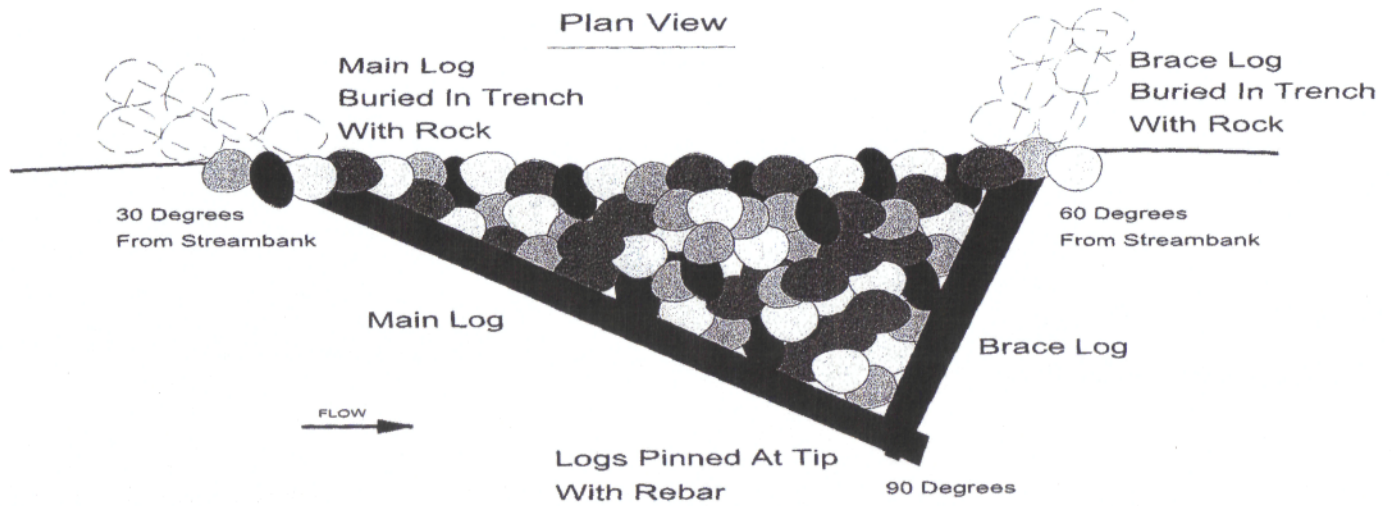 Plan View
Main Log
Buried In Trench
With Rock
Brace Log
Buried In Trench
With Rock
30 Degrees
From Streambank
60 Degrees
From Streambank
Main Log
Brace Log
FLOW
Logs Pinned At Tip
With Rebar
90 Degrees